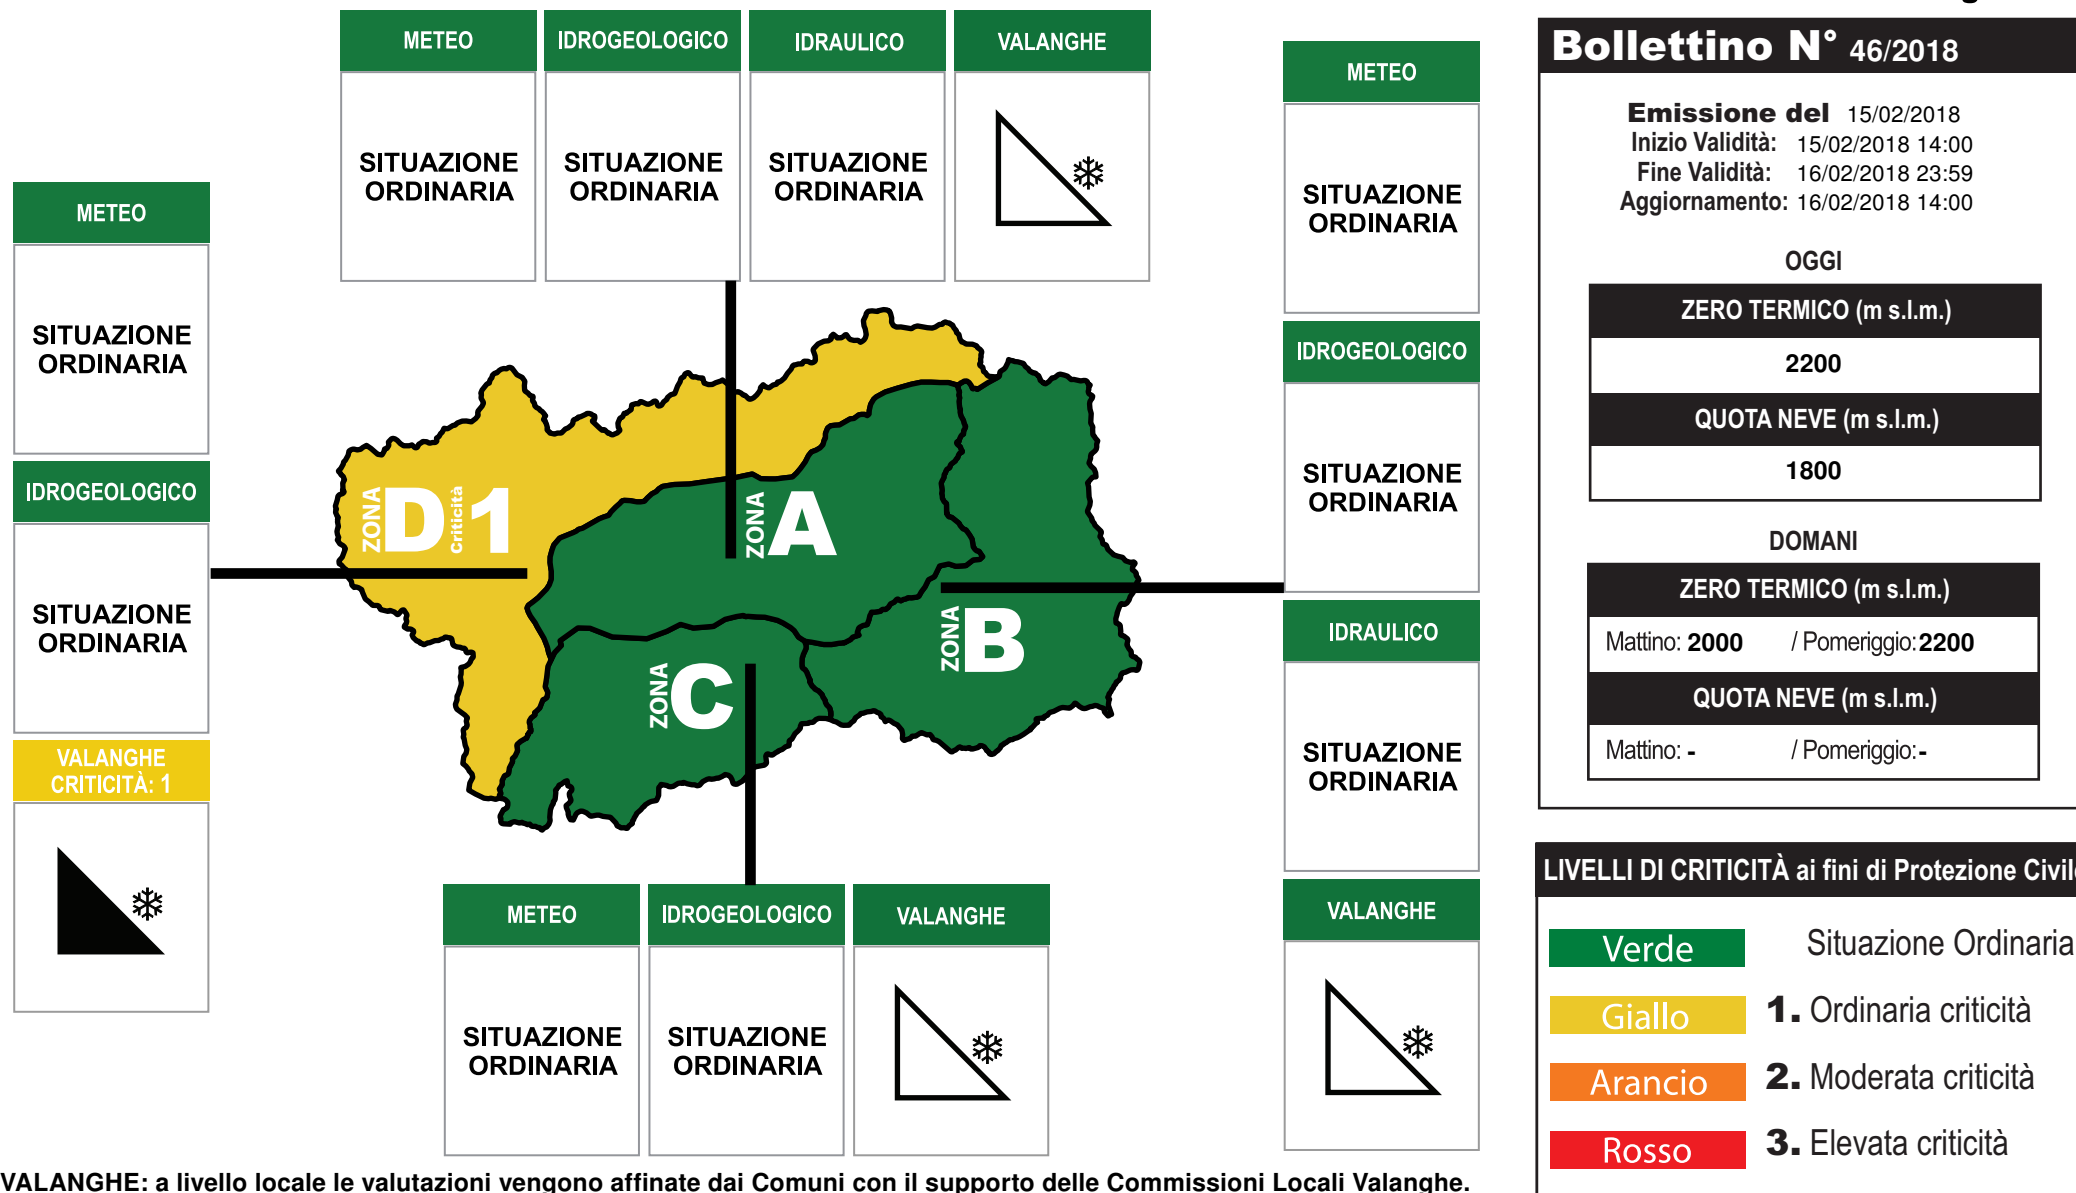 METEO
IDROGEOLOGICO
IDRAULICO
VALANGHE
SITUAZIONE
ORDINARIA
SITUAZIONE
ORDINARIA
SITUAZIONE
ORDINARIA
METEO
SITUAZIONE
ORDINARIA
IDROGEOLOGICO
SITUAZIONE
ORDINARIA
VALANGHE
CRITICITÀ: 1
ZONA D Criticità 1
ZONA A
ZONA B
ZONA C
METEO
SITUAZIONE
ORDINARIA
IDROGEOLOGICO
SITUAZIONE
ORDINARIA
IDRAULICO
SITUAZIONE
ORDINARIA
VALANGHE
METEO
IDROGEOLOGICO
VALANGHE
SITUAZIONE
ORDINARIA
SITUAZIONE
ORDINARIA
VALANGHE: a livello locale le valutazioni vengono affinate dai Comuni con il supporto delle Commissioni Locali Valanghe.
Bollettino N° 46/2018
Emissione del 15/02/2018
Inizio Validità: 15/02/2018 14:00
Fine Validità: 16/02/2018 23:59
Aggiornamento: 16/02/2018 14:00
OGGI
ZERO TERMICO (m s.l.m.)
2200
QUOTA NEVE (m s.l.m.)
1800
DOMANI
ZERO TERMICO (m s.l.m.)
Mattino: 2000 / Pomeriggio: 2200
QUOTA NEVE (m s.l.m.)
Mattino: - / Pomeriggio: -
LIVELLI DI CRITICITÀ ai fini di Protezione Civile
Verde Situazione Ordinaria
Giallo 1. Ordinaria criticità
Arancio 2. Moderata criticità
Rosso 3. Elevata criticità